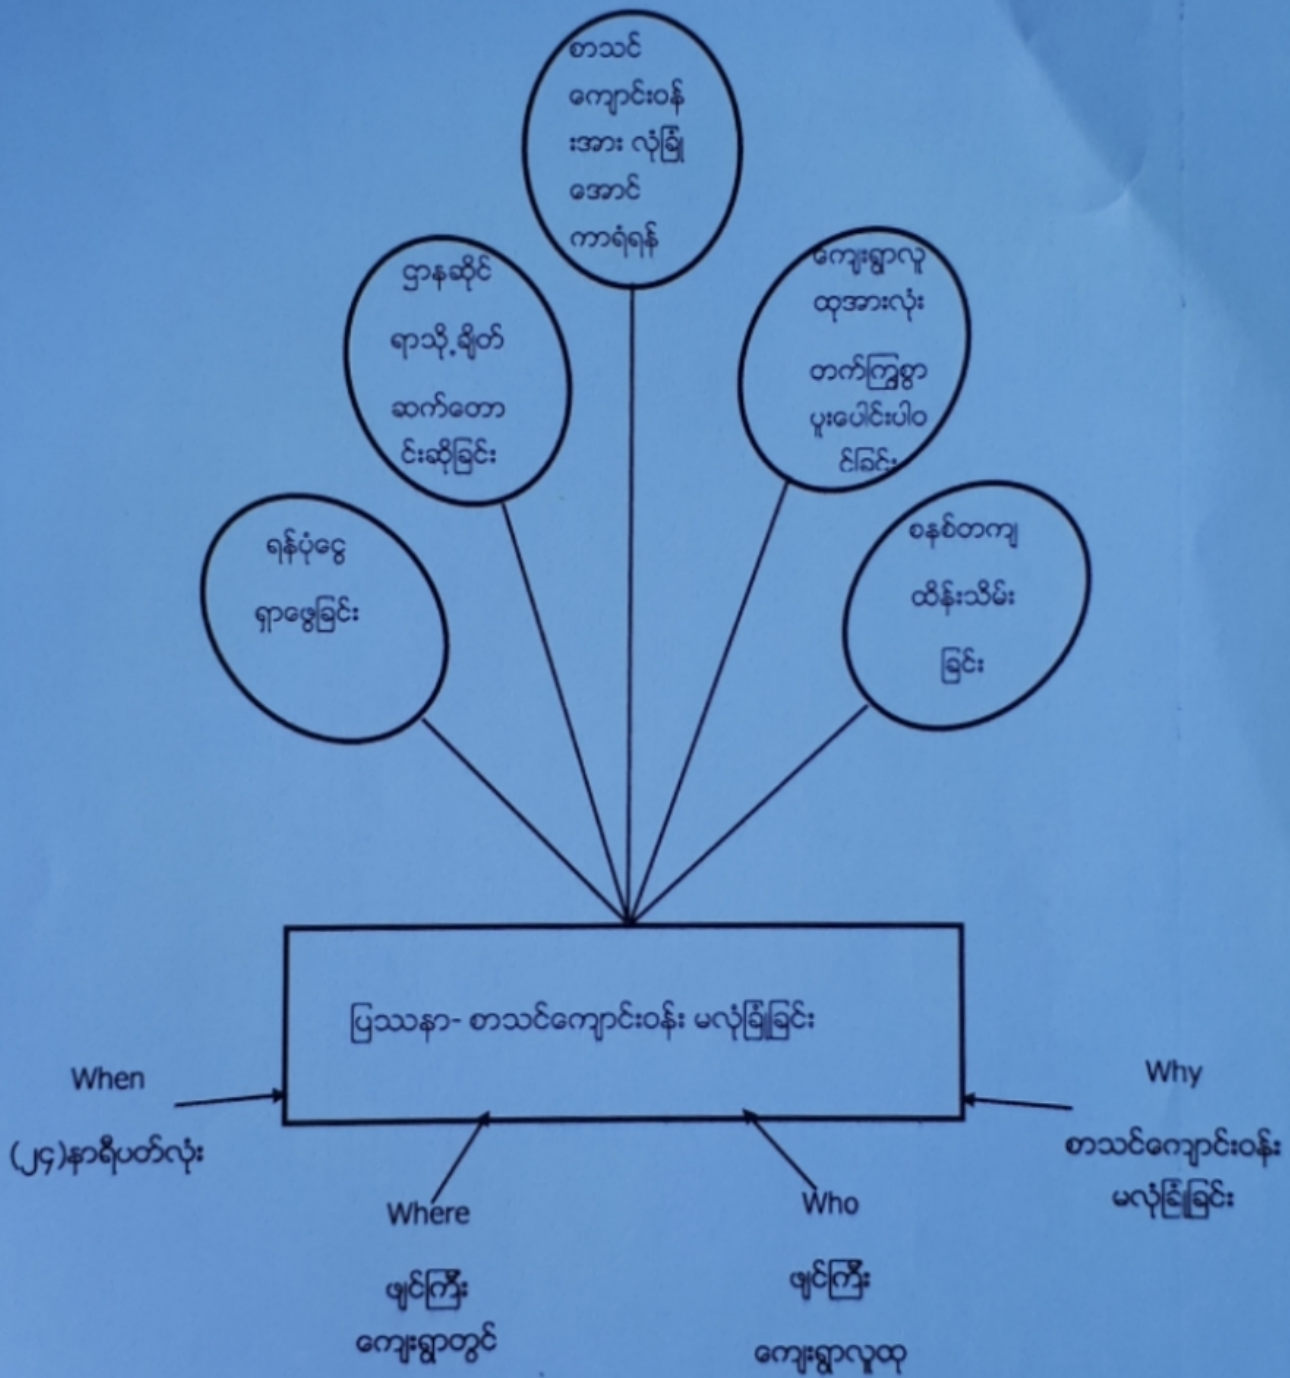 စာသင်
ကျောင်းဝန်
းအား လုံခြုံ
အောင်
ကာရံရန်
ဌာနဆိုင်
ရာသို့ချိတ်
ဆက်တော
င်းဆိုခြင်း
ကျေးရွာလူ
ထုအားလုံး
တက်ကြွစွာ
ပူးပေါင်းပါဝ
င်ခြင်း
ရန်ပုံငွေ
ရှာဖွေခြင်း
စနစ်တကျ
ထိန်းသိမ်း
ခြင်း
ပြဿနာ- စာသင်ကျောင်းဝန်း မလုံခြုံခြင်း
When
(၂၄)နာရီပတ်လုံး
Where
ဖျင်ကြီး
ကျေးရွာတွင်
Who
ဖျင်ကြီး
ကျေးရွာလူထု
Why
စာသင်ကျောင်းဝန်း
မလုံခြုံခြင်း